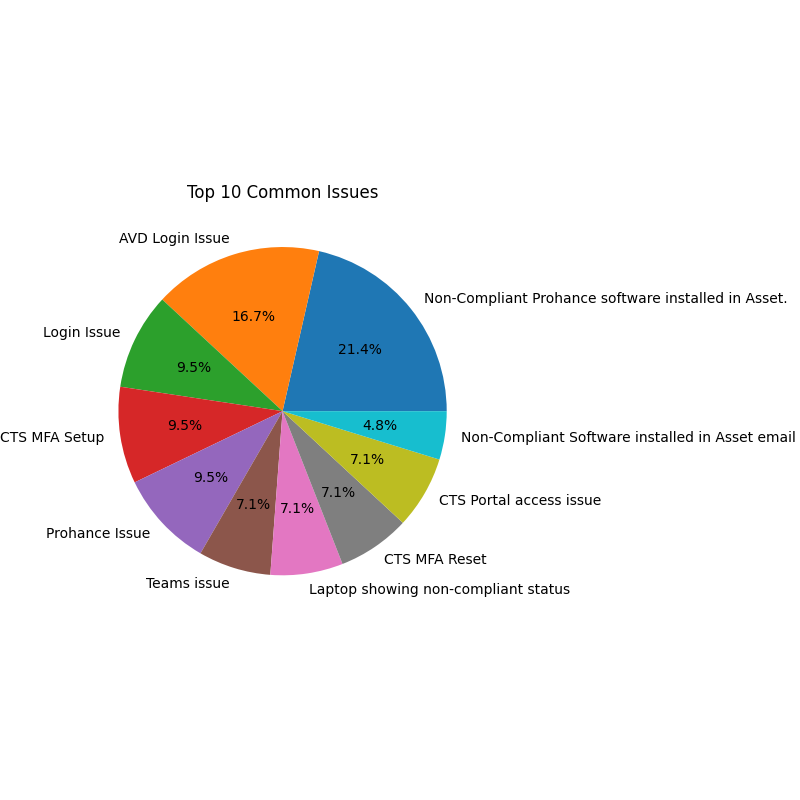 Top 10 Common Issues
AVD Login Issue
Non-Compliant Prohance software installed in Asset.
16.7%
21.4%
Login Issue
9.5%
CTS MFA Setup
9.5%
4.8%
Non-Compliant Software installed in Asset email
7.1%
9.5%
7.1%
CTS Portal access issue
7.1%
7.1%
Prohance Issue
CTS MFA Reset
Teams issue
Laptop showing non-compliant status